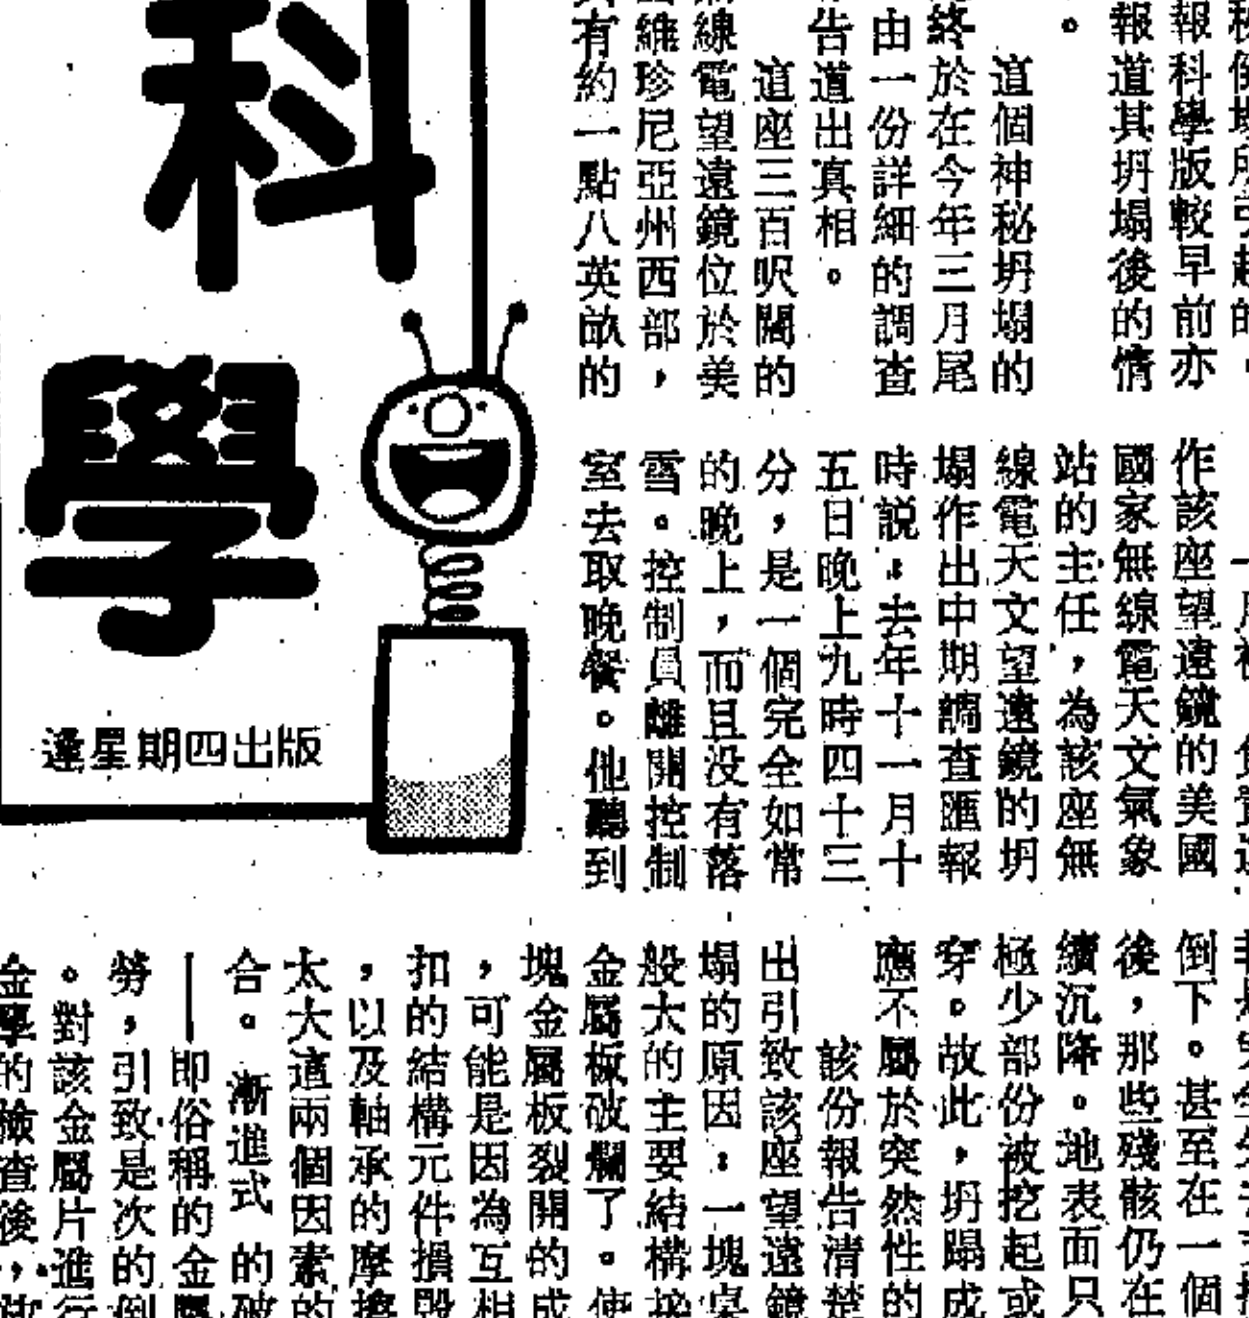 報科學版較早前亦
報道其坍塌後的情
。
這個神秘坍塌的
終於在今年三月尾
由一份詳細的調查
告道出真相。
這座三百呎闊的
線電望遠鏡位於美
維珍尼亞州西部，
有約一點八英畝的
作該座望遠鏡的美國
國家無線電天文氣象
站的主任，為該座無
線電天文望遠鏡的坍
塌作出中期調查匯報
時説：去年十一月十
五日晚上九時四十三
分，是一個完全如常
的晚上，而且没有落
雪。控制員離開控制
室去取晚餐。他聽到
倒下。甚至在一個
後，那些殘骸仍在
續沉降。地表面只
極少部份被挖起或
穿。故此，坍蹋成
應不屬於突然性的
該份報告清楚
出引致該座望遠鏡
塌的原因：一塊桌
般大的主要結構接
金屬板破爛了。使
塊金屬板裂開的成
，可能是因為互相
扣的結構元件損毀
，以及軸承的摩擦
太大這兩個因素的
合。漸進式的破
——即俗稱的金屬
勞，引致是次的倒
。對該金屬片進行
的檢查後，
科學
逢星期四出版